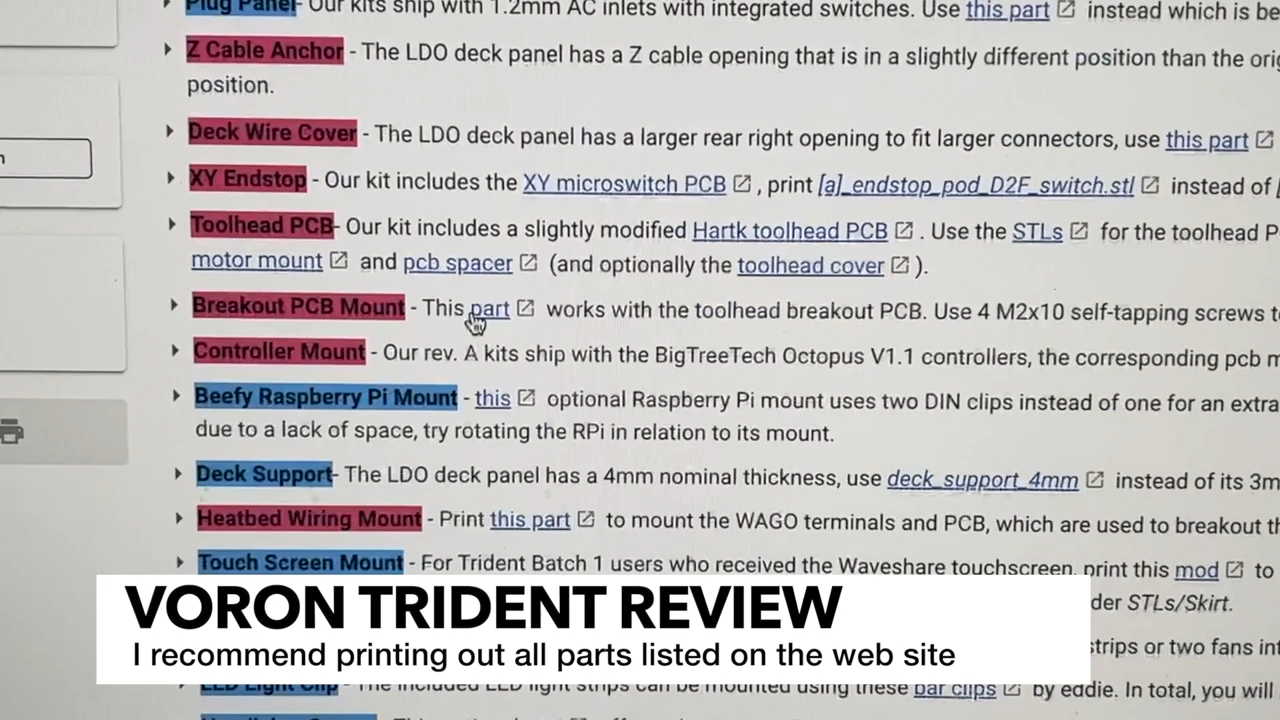 Plug Panel - Our kits ship with 1.2mm AC inlets with integrated switches. Use this part instead which is be
Z Cable Anchor - The LDO deck panel has a Z cable opening that is in a slightly different position than the orig
position.
Deck Wire Cover - The LDO deck panel has a larger rear right opening to fit larger connectors, use this part
XY Endstop - Our kit includes the XY microswitch PCB , print [a]_endstop_pod_D2F_switch.stl instead of
Toolhead PCB- Our kit includes a slightly modified Hartk toolhead PCB . Use the STLs for the toolhead P
motor mount and pcb spacer (and optionally the toolhead cover ).
Breakout PCB Mount - This part works with the toolhead breakout PCB. Use 4 M2x10 self-tapping screws t
Controller Mount - Our rev. A kits ship with the BigTreeTech Octopus V1.1 controllers, the corresponding pcb m
Beefy Raspberry Pi Mount - this optional Raspberry Pi mount uses two DIN clips instead of one for an extra
due to a lack of space, try rotating the RPi in relation to its mount.
Deck Support- The LDO deck panel has a 4mm nominal thickness, use deck_support_4mm instead of its 3m
Heatbed Wiring Mount - Print this part to mount the WAGO terminals and PCB, which are used to breakout th
Touch Screen Mount - For Trident Batch 1 users who received the Waveshare touchscreen, print this mod to
der STLs/Skirt.
VORON TRIDENT REVIEW
strips or two fans int
I recommend printing out all parts listed on the web site
LED Light Clip - The included LED light strips can be mounted using these bar clips by eddie. In total, you will